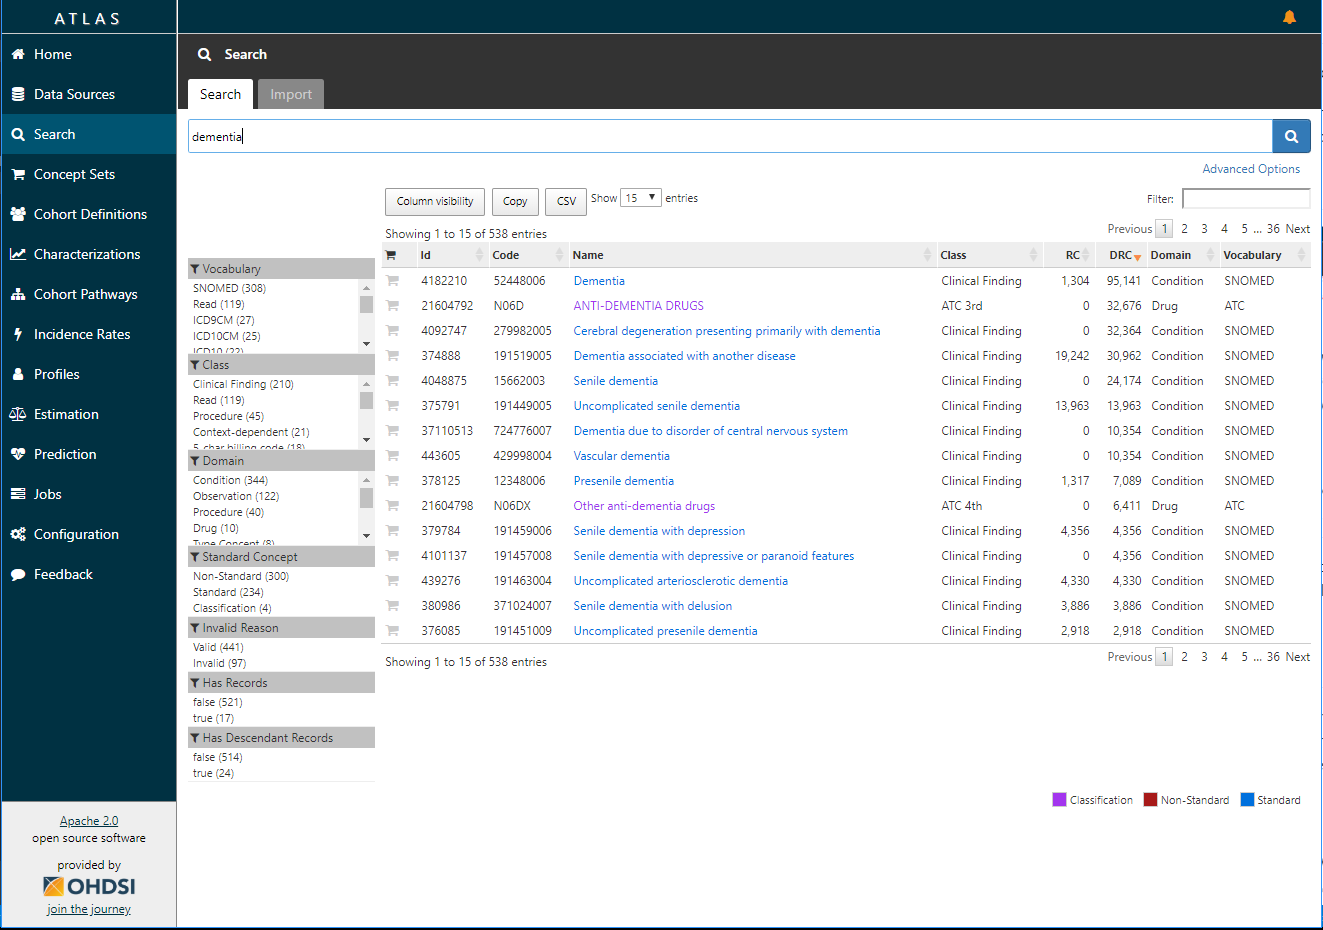 ATLAS
Home
Data Sources
Search
Concept Sets
Cohort Definitions
Characterizations
Cohort Pathways
Incidence Rates
Profiles
Estimation
Prediction
Jobs
Configuration
Feedback
Apache 2.0
open source software
provided by
OHDSI
join the journey
Search
Search Import
dementia
Advanced Options
Column visibility Copy CSV Show 15 entries Filter:
Showing 1 to 15 of 538 entries Previous 1 2 3 4 5 ... 36 Next
Vocabulary
SNOMED (308)
Read (119)
ICD9CM (27)
ICD10CM (25)
ICD10 (22)
Class
Clinical Finding (210)
Read (119)
Procedure (45)
Context-dependent (21)
5-char billing code (18)
Domain
Condition (344)
Observation (122)
Procedure (40)
Drug (10)
Type Concept (8)
Standard Concept
Non-Standard (300)
Standard (234)
Classification (4)
Invalid Reason
Valid (441)
Invalid (97)
Has Records
false (521)
true (17)
Has Descendant Records
false (514)
true (24)
Id Code Name Class RC DRC Domain Vocabulary
4182210 52448006 Dementia Clinical Finding 1,304 95,141 Condition SNOMED
21604792 N06D ANTI-DEMENTIA DRUGS ATC 3rd 0 32,676 Drug ATC
4092747 279982005 Cerebral degeneration presenting primarily with dementia Clinical Finding 0 32,364 Condition SNOMED
374888 191519005 Dementia associated with another disease Clinical Finding 19,242 30,962 Condition SNOMED
4048875 15662003 Senile dementia Clinical Finding 0 24,174 Condition SNOMED
375791 191449005 Uncomplicated senile dementia Clinical Finding 13,963 13,963 Condition SNOMED
37110513 724776007 Dementia due to disorder of central nervous system Clinical Finding 0 10,354 Condition SNOMED
443605 429998004 Vascular dementia Clinical Finding 0 10,354 Condition SNOMED
378125 12348006 Presenile dementia Clinical Finding 1,317 7,089 Condition SNOMED
21604798 N06DX Other anti-dementia drugs ATC 4th 0 6,411 Drug ATC
379784 191459006 Senile dementia with depression Clinical Finding 4,356 4,356 Condition SNOMED
4101137 191457008 Senile dementia with depressive or paranoid features Clinical Finding 0 4,356 Condition SNOMED
439276 191463004 Uncomplicated arteriosclerotic dementia Clinical Finding 4,330 4,330 Condition SNOMED
380986 371024007 Senile dementia with delusion Clinical Finding 3,886 3,886 Condition SNOMED
376085 191451009 Uncomplicated presenile dementia Clinical Finding 2,918 2,918 Condition SNOMED
Showing 1 to 15 of 538 entries Previous 1 2 3 4 5 ... 36 Next
Classification Non-Standard Standard